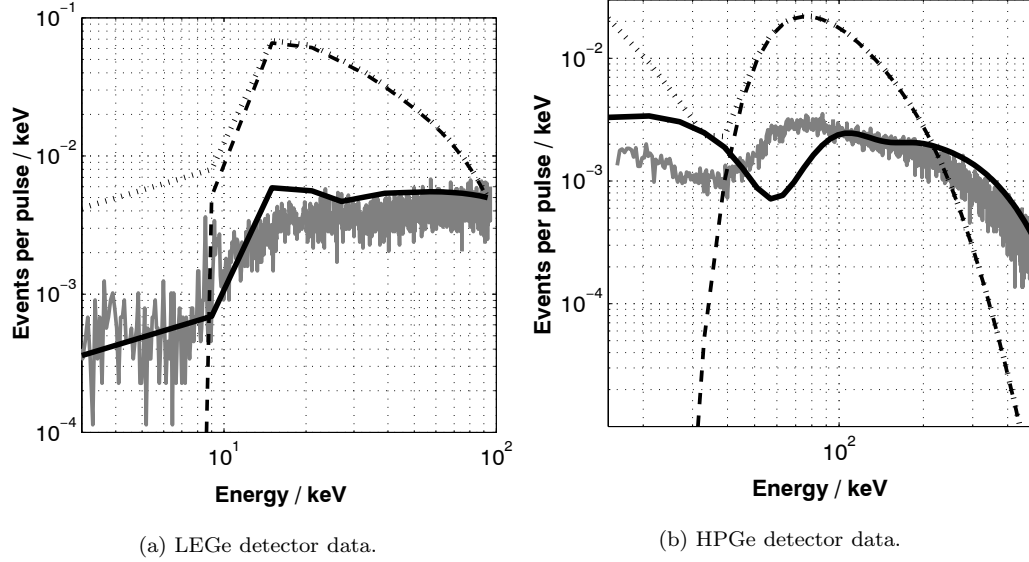 10^-1
10^-2
10^-3
10^-4
Events per pulse / keV
10^1
10^2
Energy / keV
(a) LEGe detector data.
10^-2
10^-3
10^-4
Events per pulse / keV
10^2
Energy / keV
(b) HPGe detector data.